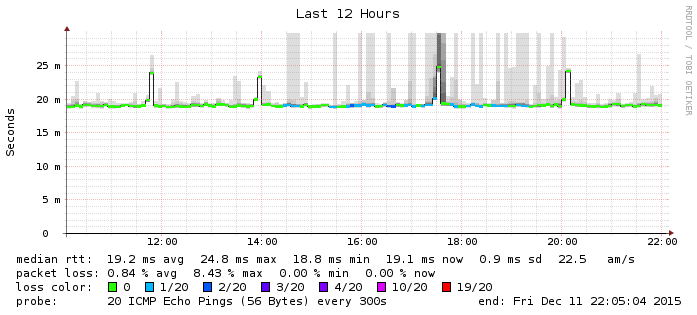 Last 12 Hours
RRDTOOL / TOBI OETIKER
Seconds
25 m
20 m
15 m
10 m
5 m
0
12:00 14:00 16:00 18:00 20:00 22:00
median rtt: 19.2 ms avg 24.8 ms max 18.8 ms min 19.1 ms now 0.9 ms sd 22.5 am/s
packet loss: 0.84 % avg 8.43 % max 0.00 % min 0.00 % now
loss color: 0 1/20 2/20 3/20 4/20 10/20 19/20
probe: 20 ICMP Echo Pings (56 Bytes) every 300s end: Fri Dec 11 22:05:04 2015